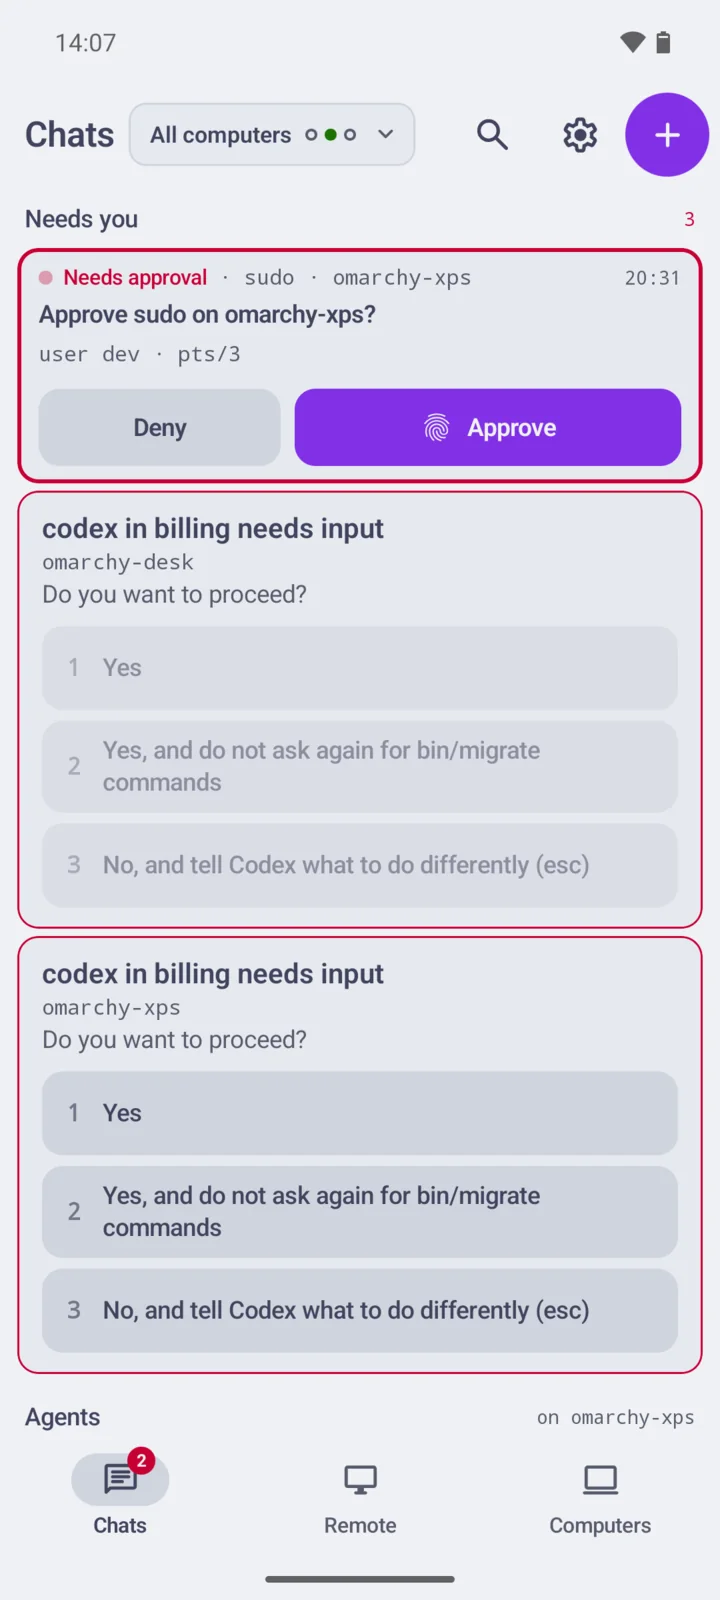 14:07
Chats
All computers
Needs you
3
Needs approval · sudo · omarchy-xps
20:31
Approve sudo on omarchy-xps?
user dev · pts/3
Deny
Approve
codex in billing needs input
omarchy-desk
Do you want to proceed?
1 Yes
2 Yes, and do not ask again for bin/migrate
commands
3 No, and tell Codex what to do differently (esc)
codex in billing needs input
omarchy-xps
Do you want to proceed?
1 Yes
2 Yes, and do not ask again for bin/migrate
commands
3 No, and tell Codex what to do differently (esc)
Agents
on omarchy-xps
2
Chats
Remote
Computers